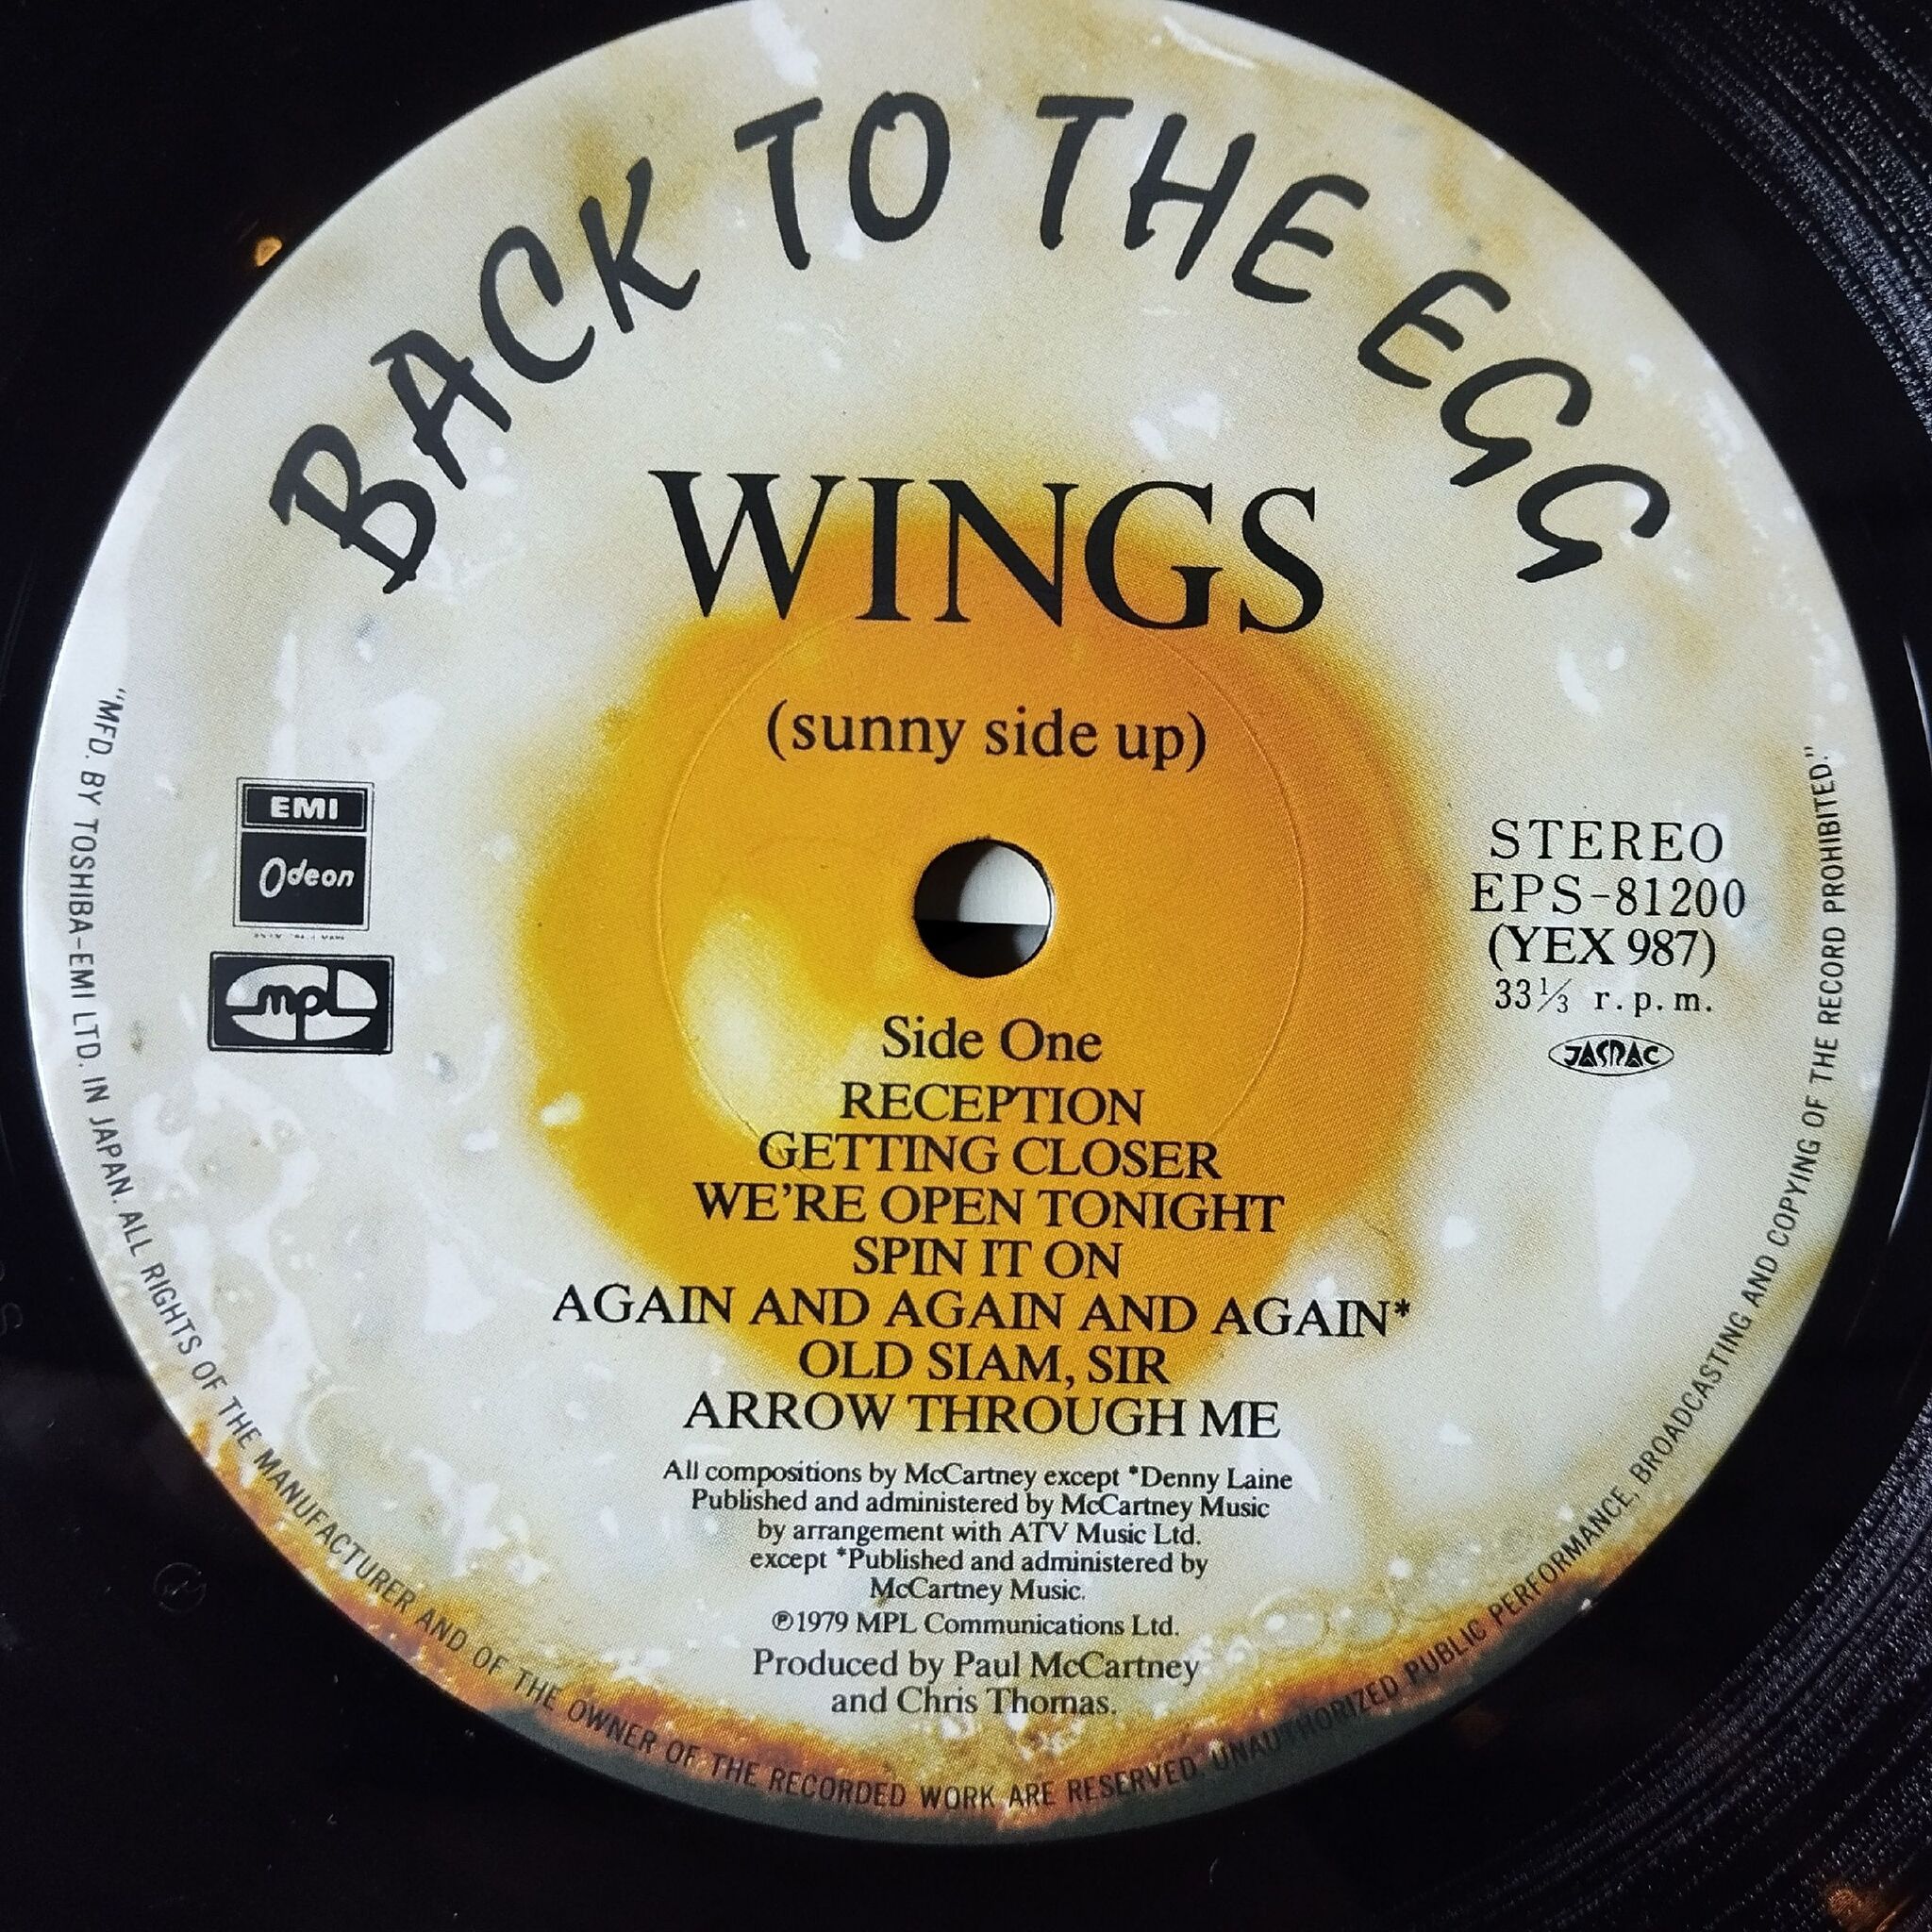 BACK TO THE EGG
WINGS
(sunny side up)
EMI
Odeon
mpl
STEREO
EPS-81200
(YEX 987)
33⅓ r.p.m.
JASRAC
Side One
RECEPTION
GETTING CLOSER
WE'RE OPEN TONIGHT
SPIN IT ON
AGAIN AND AGAIN AND AGAIN*
OLD SIAM, SIR
ARROW THROUGH ME
All compositions by McCartney except *Denny Laine
Published and administered by McCartney Music
by arrangement with ATV Music Ltd.
except *Published and administered by
McCartney Music.
℗1979 MPL Communications Ltd.
Produced by Paul McCartney
and Chris Thomas.
"MFD. BY TOSHIBA-EMI LTD. IN JAPAN. ALL RIGHTS OF THE MANUFACTURER AND OF THE OWNER OF THE RECORDED WORK ARE RESERVED. UNAUTHORIZED PUBLIC PERFORMANCE, BROADCASTING AND COPYING OF THE RECORD PROHIBITED."